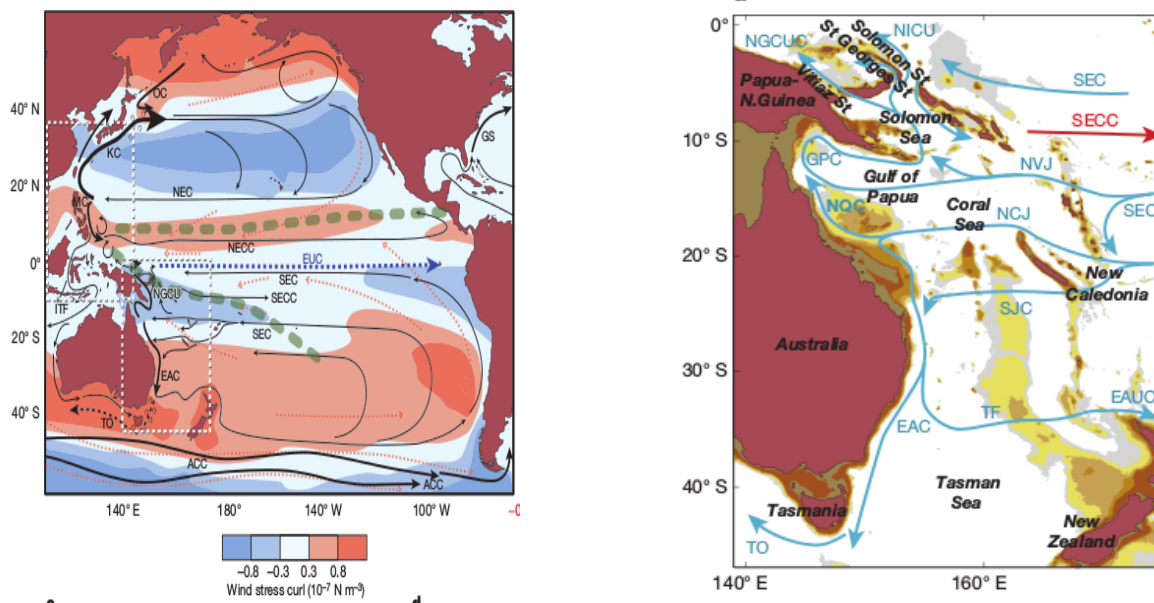 40° N
20° N
0°
20° S
40° S
OC
KC
GS
MC
NEC
NECC
EUC
SEC
SECC
NGCU
ITF
SEC
EAC
TO
ACC
ACC
140° E
180°
140° W
100° W
–0.8
–0.3
0.3
0.8
Wind stress curl (10⁻⁷ N m⁻³)
0°
10° S
20° S
30° S
40° S
NGCUC
NICU
Solomon St
St Georges St
Vitiaz St
Papua-
N.Guinea
SEC
SECC
Solomon
Sea
GPC
Gulf of
Papua
NVJ
NQC
Coral
Sea
NCJ
SEC
New
Caledonia
SJC
Australia
EAC
TF
EAUC
Tasman
Sea
Tasmania
New
Zealand
TO
140° E
160° E